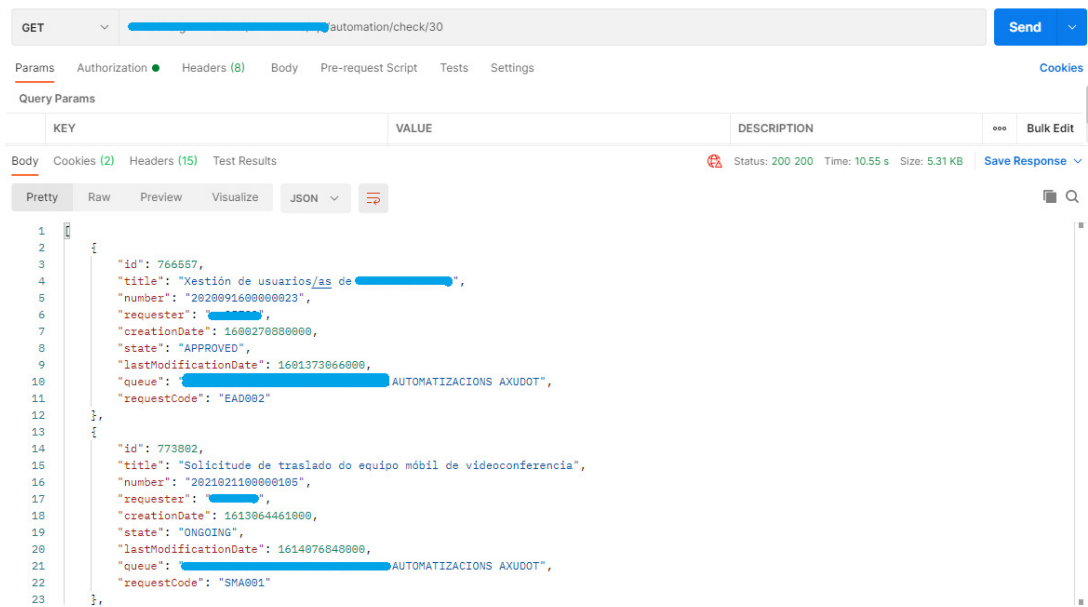 GET /automation/check/30 Send
Params Authorization Headers (8) Body Pre-request Script Tests Settings Cookies
Query Params
KEY VALUE DESCRIPTION ooo Bulk Edit
Body Cookies (2) Headers (15) Test Results Status: 200 200 Time: 10.55 s Size: 5.31 KB Save Response
Pretty Raw Preview Visualize JSON
1 [
2 {
3 "id": 766557,
4 "title": "Xestión de usuarios/as de ",
5 "number": "2020091600000023",
6 "requester": " ",
7 "creationDate": 1600270880000,
8 "state": "APPROVED",
9 "lastModificationDate": 1601373066000,
10 "queue": " AUTOMATIZACIONS AXUDOT",
11 "requestCode": "EAD002"
12 },
13 {
14 "id": 773802,
15 "title": "Solicitude de traslado do equipo móbil de videoconferencia",
16 "number": "2021021100000105",
17 "requester": " ",
18 "creationDate": 1613064461000,
19 "state": "ONGOING",
20 "lastModificationDate": 1614076848000,
21 "queue": " AUTOMATIZACIONS AXUDOT",
22 "requestCode": "SMA001"
23 },